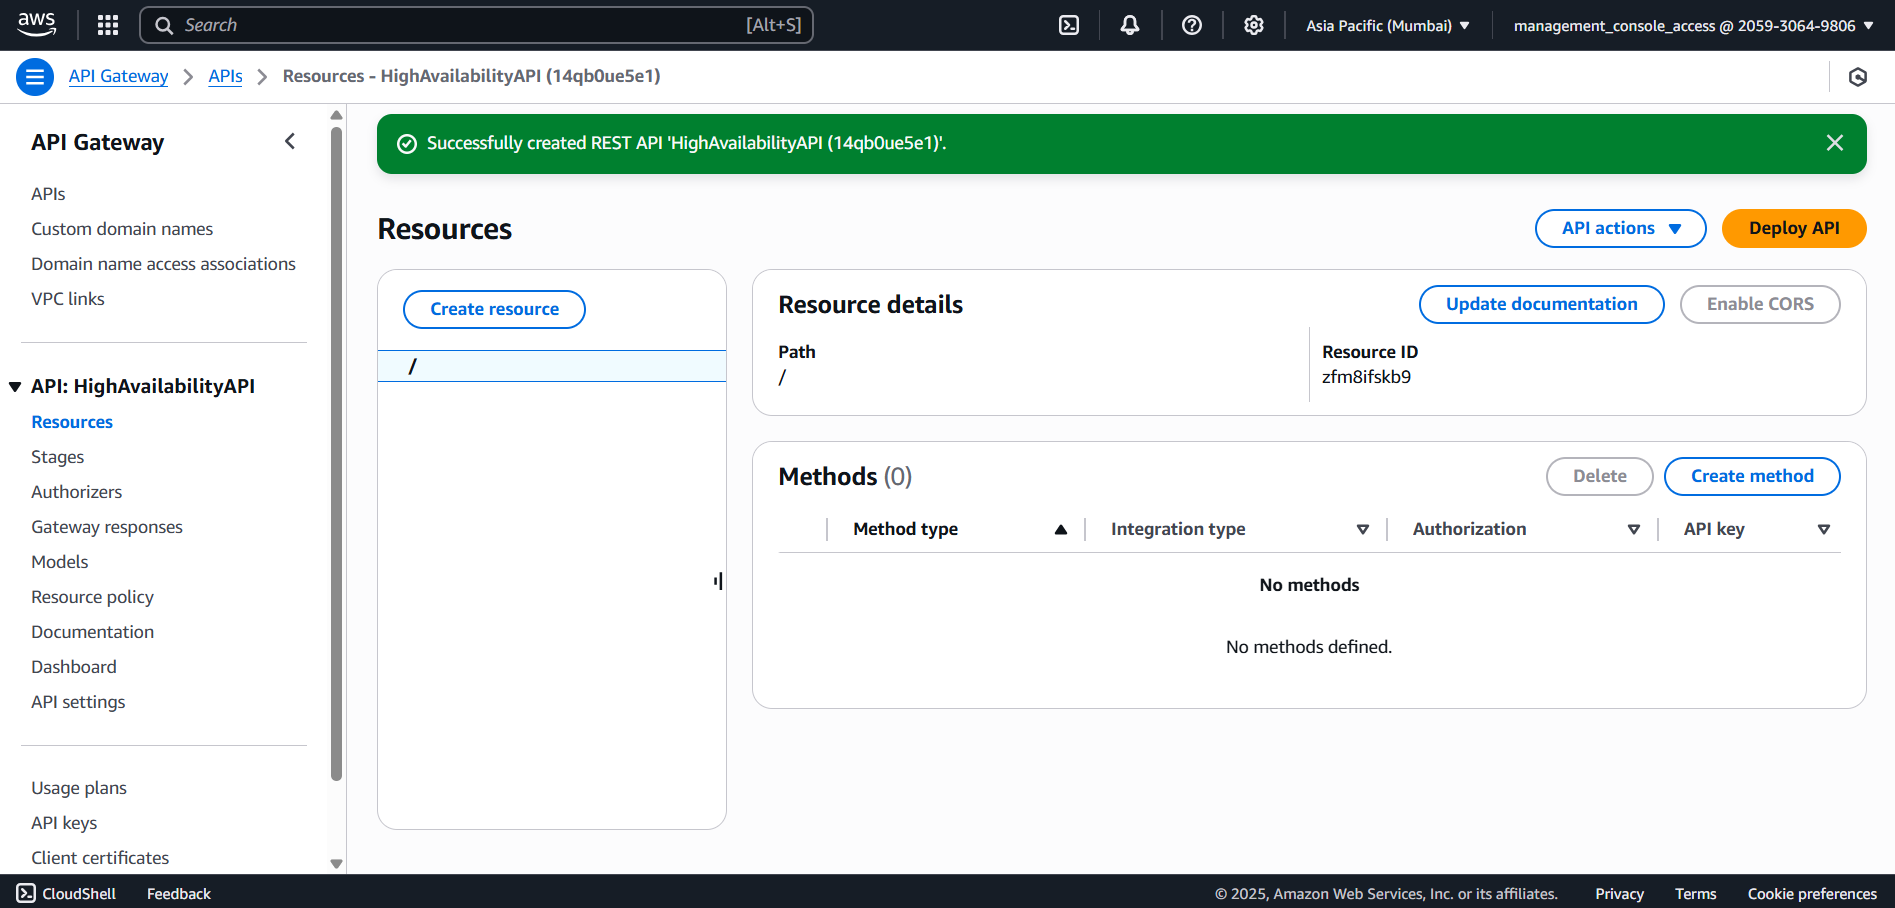 aws
Search
[Alt+S]
Asia Pacific (Mumbai)
management_console_access @ 2059-3064-9806
API Gateway
APIs
Resources - HighAvailabilityAPI (14qb0ue5e1)
API Gateway
APIs
Custom domain names
Domain name access associations
VPC links
API: HighAvailabilityAPI
Resources
Stages
Authorizers
Gateway responses
Models
Resource policy
Documentation
Dashboard
API settings
Usage plans
API keys
Client certificates
Successfully created REST API 'HighAvailabilityAPI (14qb0ue5e1)'.
Resources
API actions
Deploy API
Create resource
/
Resource details
Update documentation
Enable CORS
Path
/
Resource ID
zfm8ifskb9
Methods (0)
Delete
Create method
Method type
Integration type
Authorization
API key
No methods
No methods defined.
CloudShell
Feedback
© 2025, Amazon Web Services, Inc. or its affiliates.
Privacy
Terms
Cookie preferences